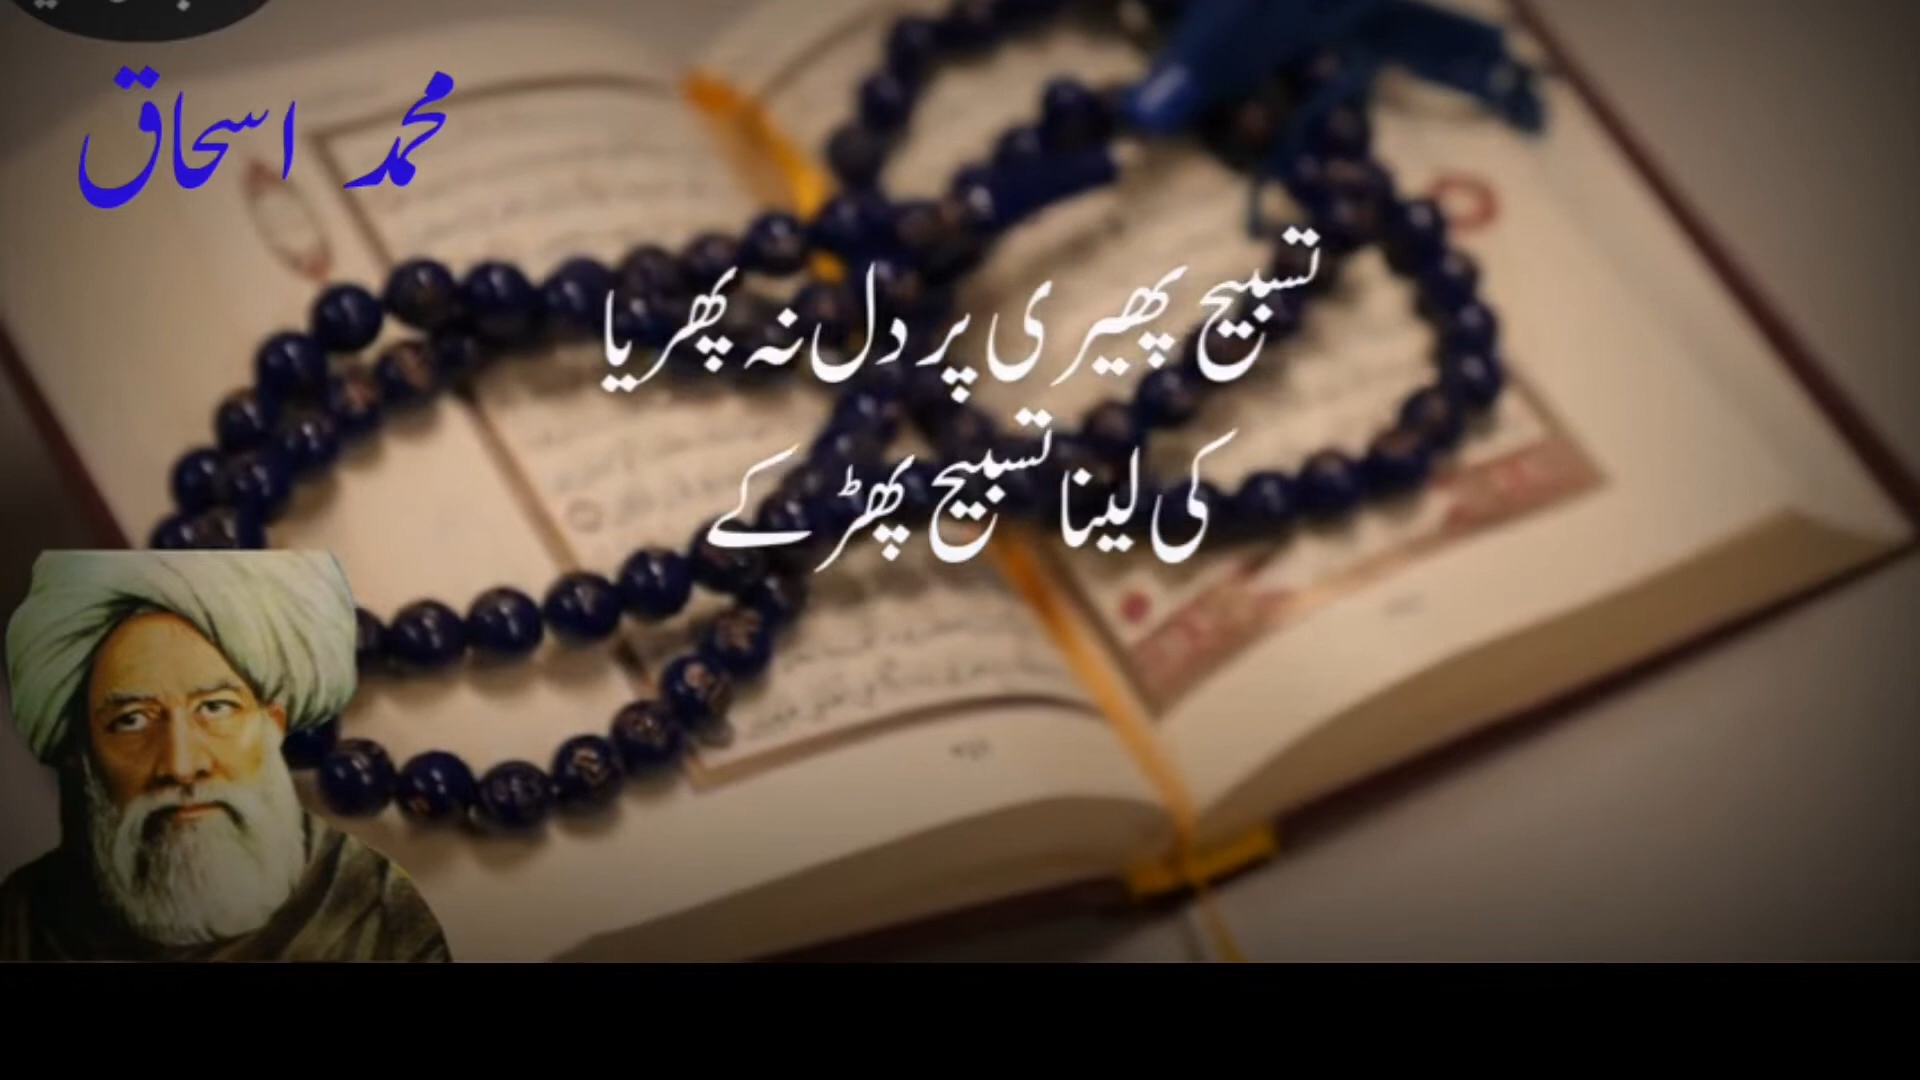 محمد اسحاق
تسبیح پھیری پر دل نہ پھریا
کی لینا تسبیح پھڑ کے